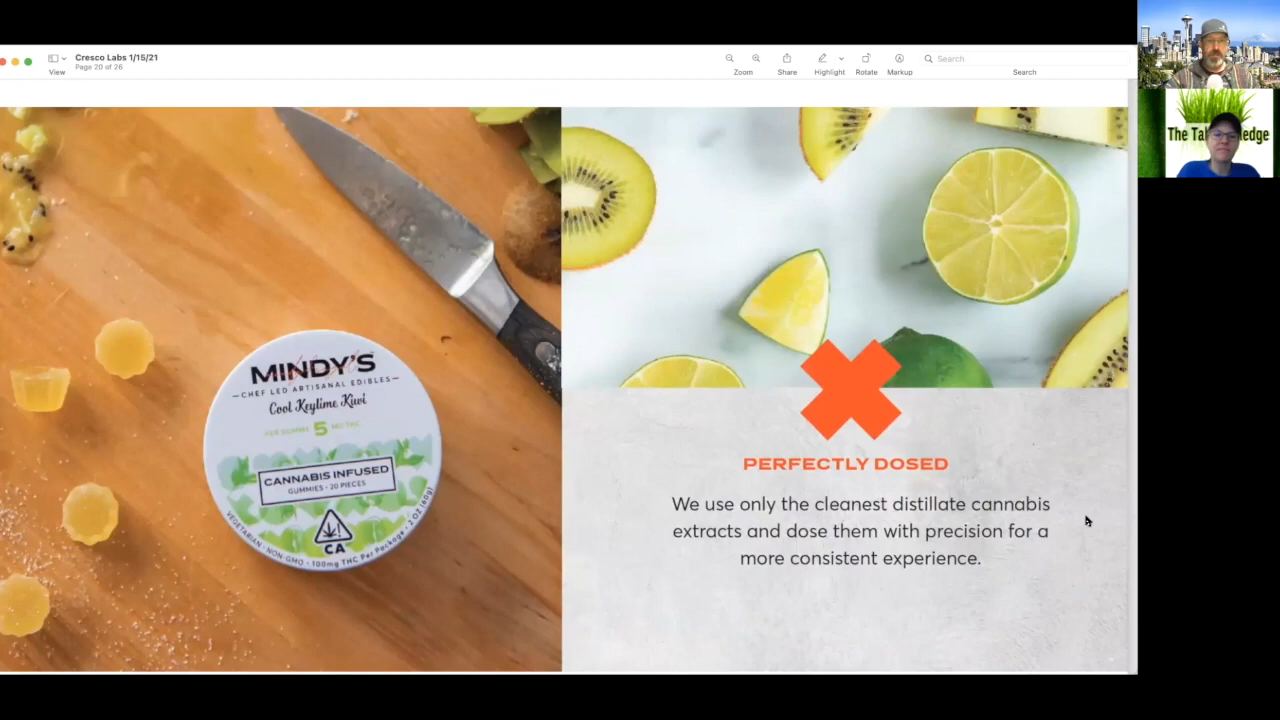 Cresco Labs 1/15/21
Page 20 of 26
View
Zoom
Share
Highlight
Rotate
Markup
Search
Search
MINDY'S
CHEF LED ARTISANAL EDIBLES
Cool Keylime Kiwi
PER GUMMY 5 MG THC
CANNABIS INFUSED
GUMMIES - 20 PIECES
CA
VEGETARIAN · NON-GMO · 100mg THC Per Package · 2 OZ (60g)
PERFECTLY DOSED
We use only the cleanest distillate cannabis
extracts and dose them with precision for a
more consistent experience.
The
edge